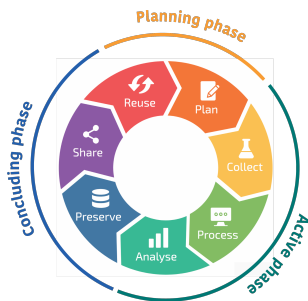 Planning phase
Reuse
Plan
Share
Collect
Preserve
Process
Analyse
Concluding phase
Active phase